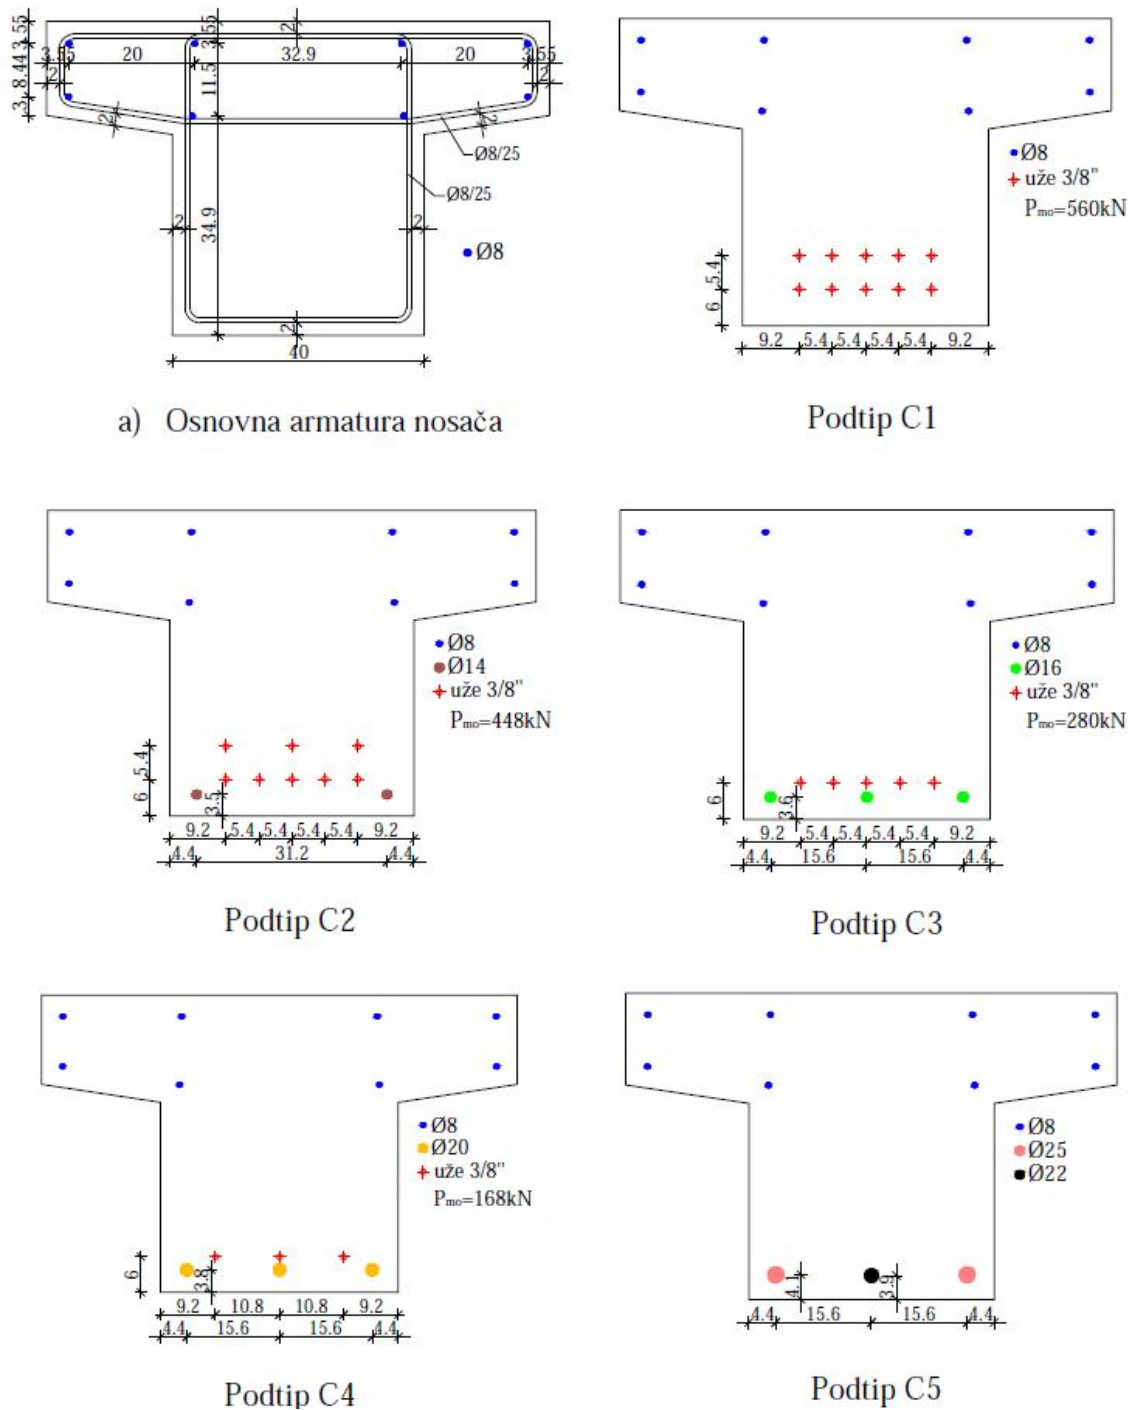 3.55
2
3.55
3.55
3.55
3.55
20
32.9
20
8.44
2
11.5
2
3
2
2
Ø8/25
Ø8/25
2
34.9
2
Ø8
2
40
a) Osnovna armatura nosača
Ø8
uže 3/8"
Pmo=560kN
5.4
6
9.2 5.4 5.4 5.4 5.4 9.2
Podtip C1
Ø8
Ø14
uže 3/8"
Pmo=448kN
5.4
6
3.5
9.2 5.4 5.4 5.4 5.4 9.2
4.4 31.2 4.4
Podtip C2
Ø8
Ø16
uže 3/8"
Pmo=280kN
6
3.6
9.2 5.4 5.4 5.4 5.4 9.2
4.4 15.6 15.6 4.4
Podtip C3
Ø8
Ø20
uže 3/8"
Pmo=168kN
6
3.8
9.2 10.8 10.8 9.2
4.4 15.6 15.6 4.4
Podtip C4
Ø8
Ø25
Ø22
4.1
3.9
4.4 15.6 15.6 4.4
Podtip C5